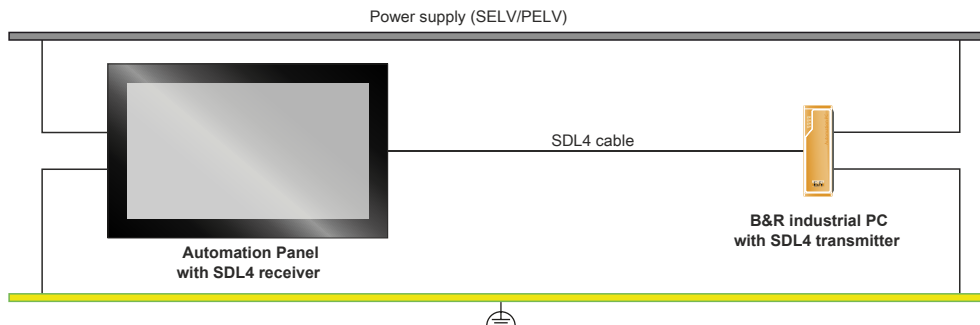 Power supply (SELV/PELV)
SDL4 cable
Automation Panel
with SDL4 receiver
B&R industrial PC
with SDL4 transmitter